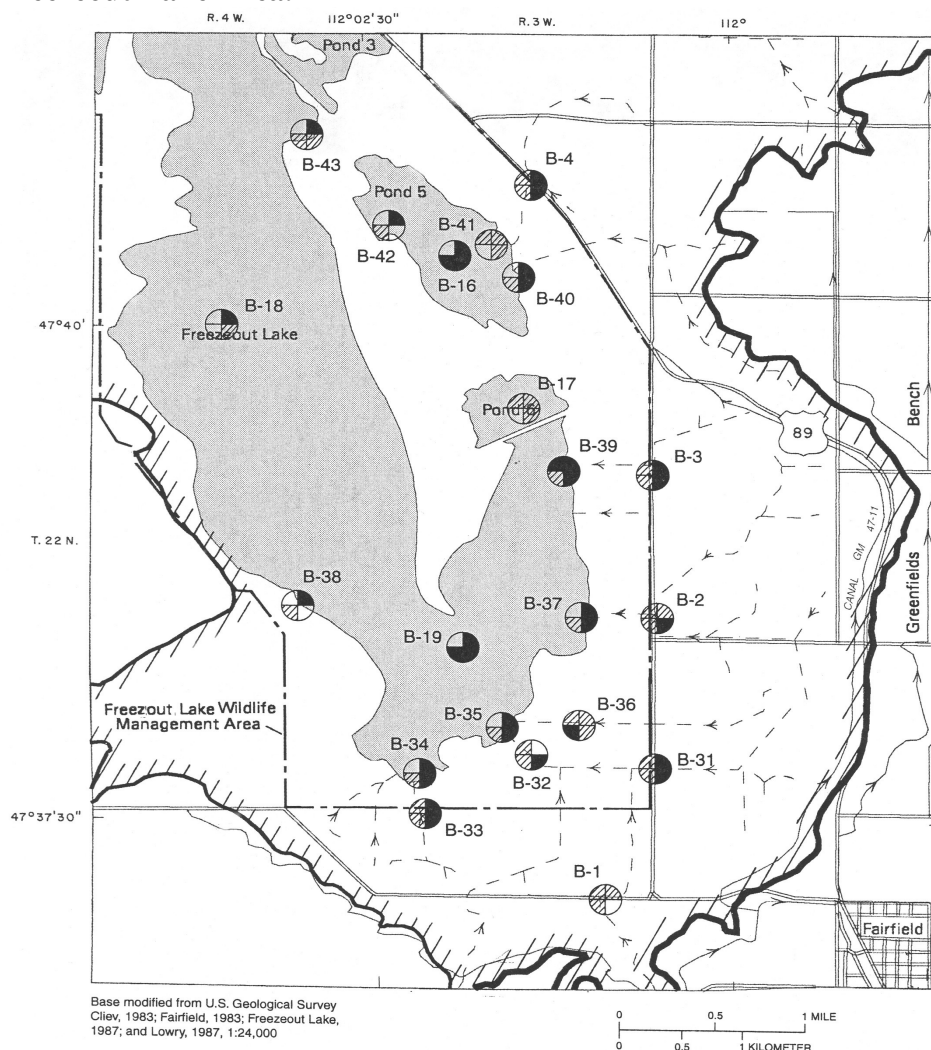 R. 4 W.
112°02'30"
R. 3 W.
112°
Pond 3
B-43
B-4
Pond 5
B-41
B-42
B-16
B-40
B-18
47°40'
Freezeout Lake
B-17
Pond 6
89
Bench
B-39
B-3
T. 22 N.
CANAL GM 47-11
Greenfields
B-38
B-37
B-2
B-19
Freezout Lake Wildlife
Management Area
B-35
B-36
B-34
B-32
B-31
47°37'30"
B-33
B-1
Fairfield
Base modified from U.S. Geological Survey
Cliev, 1983; Fairfield, 1983; Freezeout Lake,
1987; and Lowry, 1987, 1:24,000
0 0.5 1 MILE
0 0.5 1 KILOMETER